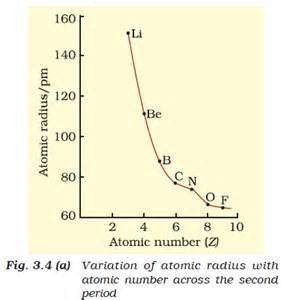 160
140
120
100
80
60
Atomic radius/pm
Li
Be
B
C
N
O
F
2 4 6 8 10
Atomic number (Z)
Fig. 3.4 (a) Variation of atomic radius with
atomic number across the second
period